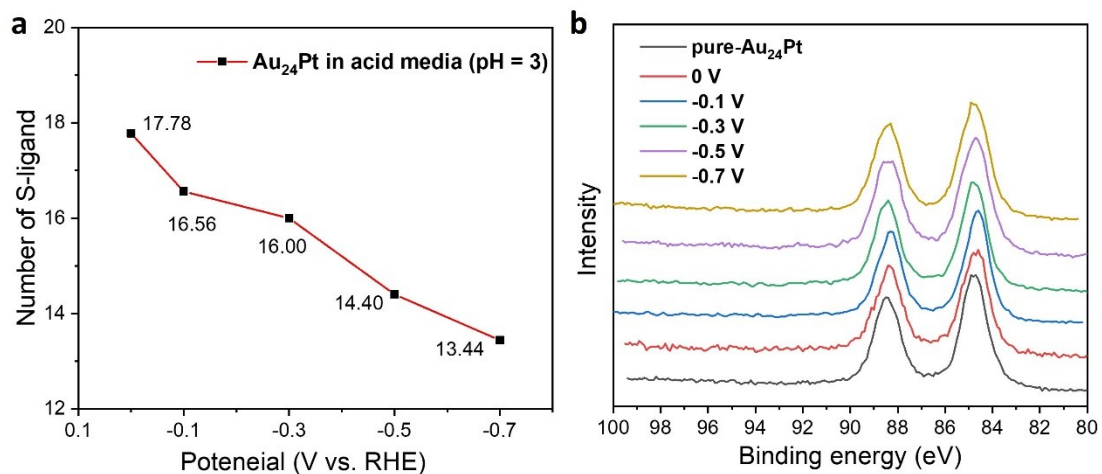 a
20
18
16
14
12
Number of S-ligand
Au₂₄Pt in acid media (pH = 3)
17.78
16.56
16.00
14.40
13.44
0.1 -0.1 -0.3 -0.5 -0.7
Poteneial (V vs. RHE)
b
Intensity
pure-Au₂₄Pt
0 V
-0.1 V
-0.3 V
-0.5 V
-0.7 V
100 98 96 94 92 90 88 86 84 82 80
Binding energy (eV)